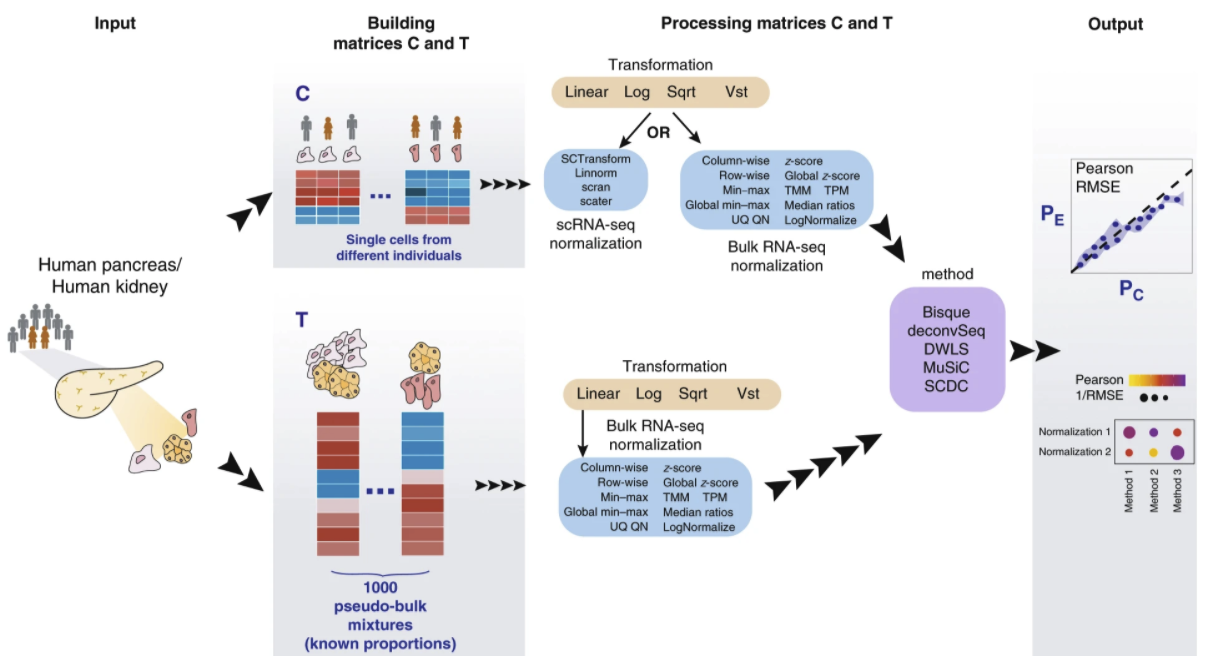 Input
Building
matrices C and T
Processing matrices C and T
Output
Human pancreas/
Human kidney
C
Single cells from
different individuals
T
1000
pseudo-bulk
mixtures
(known proportions)
Transformation
Linear Log Sqrt Vst
OR
SCTransform
Linnorm
scran
scater
scRNA-seq
normalization
Column-wise z-score
Row-wise Global z-score
Min–max TMM TPM
Global min–max Median ratios
UQ QN LogNormalize
Bulk RNA-seq
normalization
Transformation
Linear Log Sqrt Vst
Bulk RNA-seq
normalization
Column-wise z-score
Row-wise Global z-score
Min–max TMM TPM
Global min–max Median ratios
UQ QN LogNormalize
method
Bisque
deconvSeq
DWLS
MuSiC
SCDC
Pearson
RMSE
PE
PC
Pearson
1/RMSE
Normalization 1
Normalization 2
Method 1
Method 2
Method 3